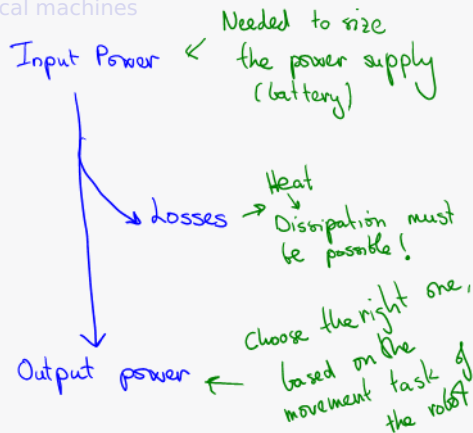 cal machines
Needed to size
Input Power
the power supply
(battery)
Heat
Losses
Dissipation must
be possible!
Choose the right one,
based on the
Output power
movement task of
the robot